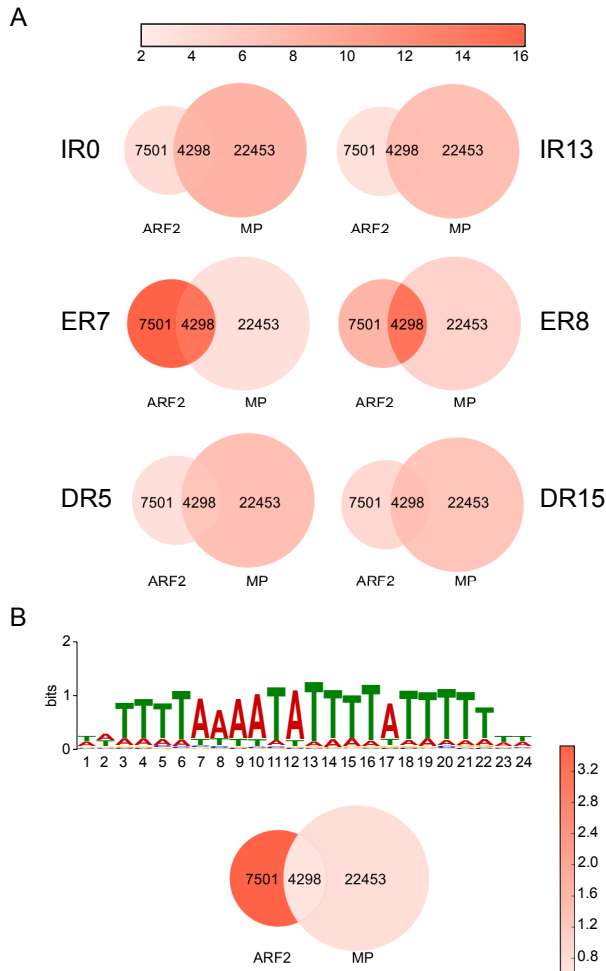 A
2 4 6 8 10 12 14 16
IR0 7501 4298 22453 7501 4298 22453 IR13
ARF2 MP ARF2 MP
ER7 7501 4298 22453 7501 4298 22453 ER8
ARF2 MP ARF2 MP
DR5 7501 4298 22453 7501 4298 22453 DR15
ARF2 MP ARF2 MP
B
2
bits
1
0
TTTTAAAATATTTTATTTTT
1 2 3 4 5 6 7 8 9 10 11 12 13 14 15 16 17 18 19 20 21 22 23 24
3.2
2.8
2.4
2.0
1.6
1.2
0.8
7501 4298 22453
ARF2 MP